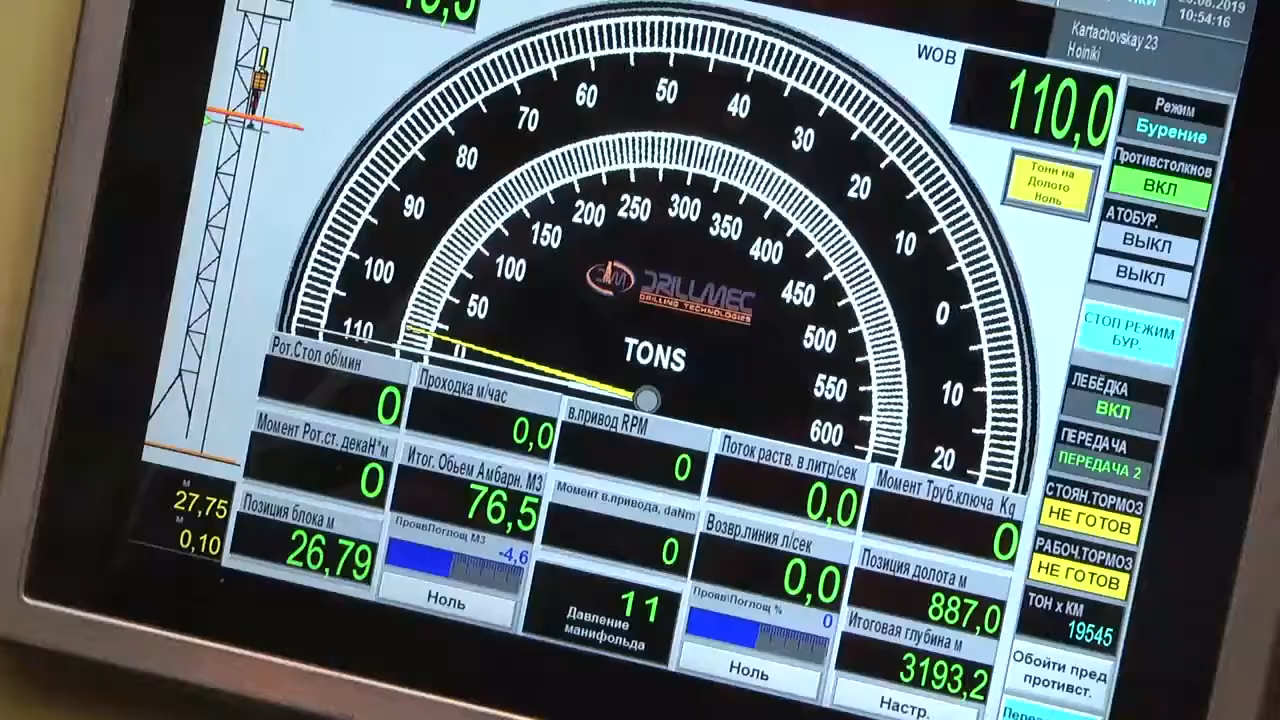 10:54:16
Kartachovskay 23
Hoiniki
WOB
110,0
Тонн на
Долото
Ноль
Режим
Бурение
Противстолкнов
ВКЛ
АТОБУР.
ВЫКЛ
ВЫКЛ
СТОП РЕЖИМ
БУР.
ЛЕБЁДКА
ВКЛ
ПЕРЕДАЧА
ПЕРЕДАЧА 2
СТОЯН.ТОРМОЗ
НЕ ГОТОВ
РАБОЧ.ТОРМОЗ
НЕ ГОТОВ
ТОН х КМ
19545
Обойти пред
противст.
110 100 90 80 70 60 50 40 30 20 10 0 10 20
0 50 100 150 200 250 300 350 400 450 500 550 600
DRILLMEC
DRILLING TECHNOLOGIES
TONS
Рот.Стол об/мин
0
Проходка м/час
0,0
в.привод RPM
0
Поток раств. в литр/сек
0,0
Момент Труб.ключа Kg
0
Момент Рот.ст. декаН*м
0
Итог. Обьем Амбарн. М3
76,5
Момент в.привода, daNm
0
Возвр.линия л/сек
0,0
Позиция долота м
887,0
Позиция блока м
26,79
Прояв\Поглощ М3
-4,6
Ноль
11
Давление
манифольда
Прояв\Поглощ %
0
Ноль
Итоговая глубина м
3193,2
Настр.
м
27,75
м
0,10